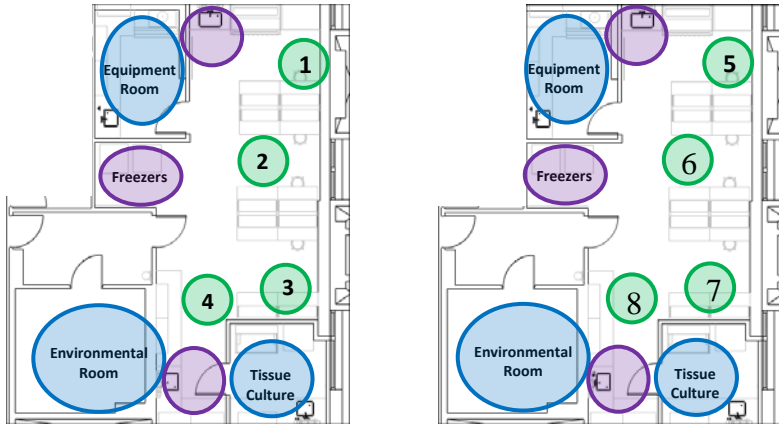 1
Equipment
Room
2
Freezers
3
4
Environmental
Room
Tissue
Culture
5
Equipment
Room
6
Freezers
7
8
Environmental
Room
Tissue
Culture